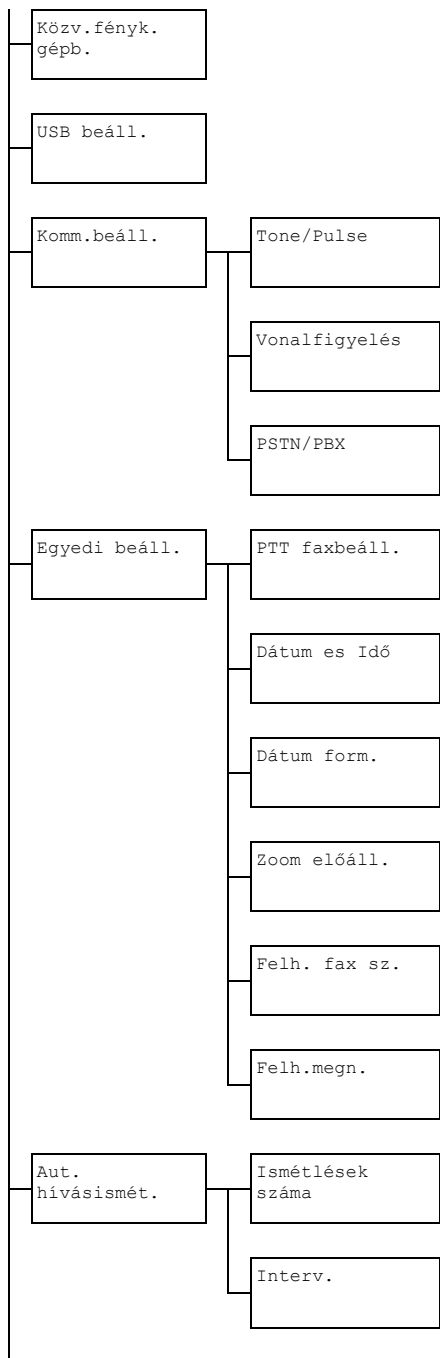 Közv.fényk.
gépb.
USB beáll.
Komm.beáll.
Tone/Pulse
Vonalfigyelés
PSTN/PBX
Egyedi beáll.
PTT faxbeáll.
Dátum es Idő
Dátum form.
Zoom előáll.
Felh. fax sz.
Felh.megn.
Aut.
hívásismét.
Ismétlések
száma
Interv.